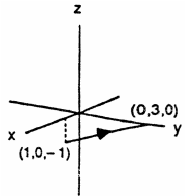 z
(0,3,0)
x
y
(1,0,-1)